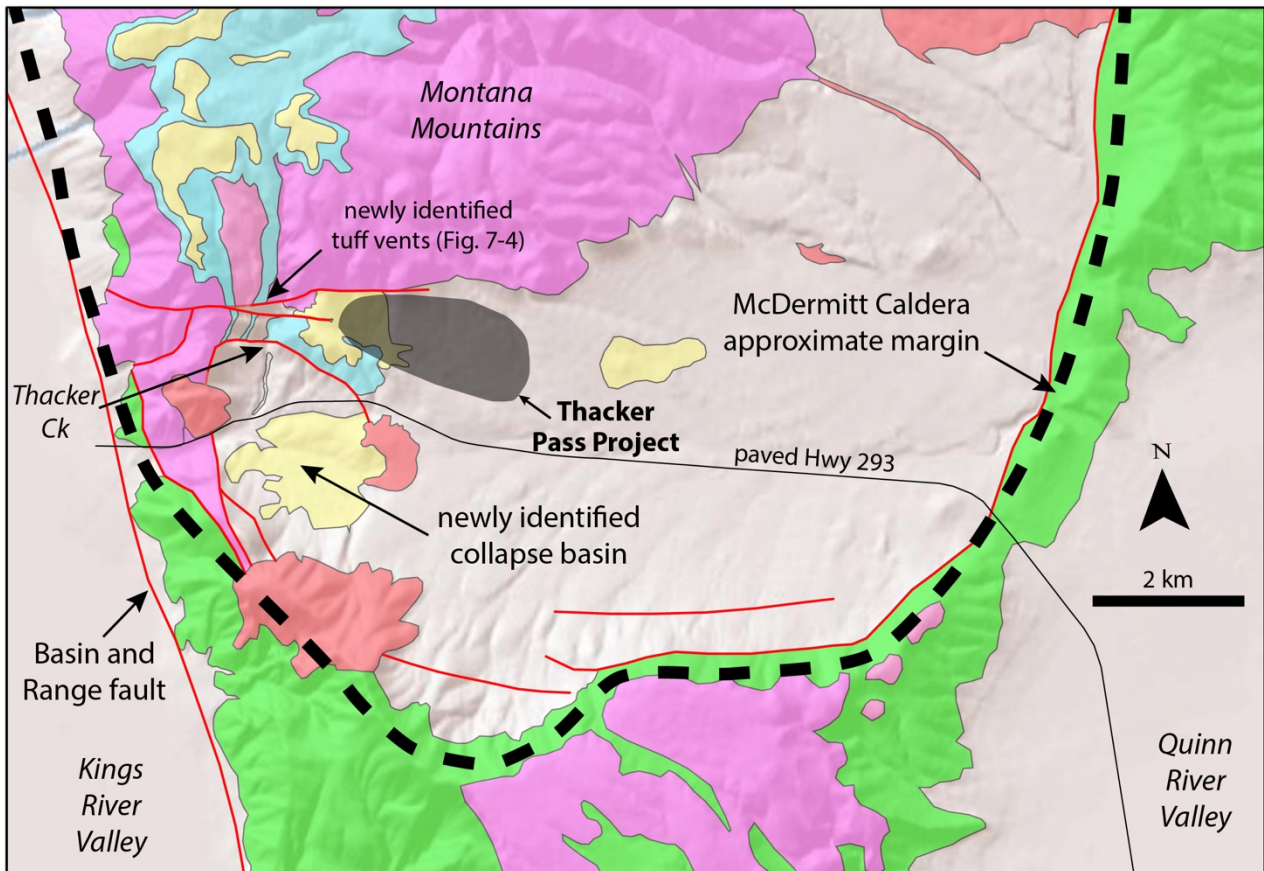 Montana
Mountains
newly identified
tuff vents (Fig. 7-4)
McDermitt Caldera
approximate margin
Thacker
Ck
Thacker
Pass Project
paved Hwy 293
N
newly identified
collapse basin
2 km
Basin and
Range fault
Kings
River
Valley
Quinn
River
Valley